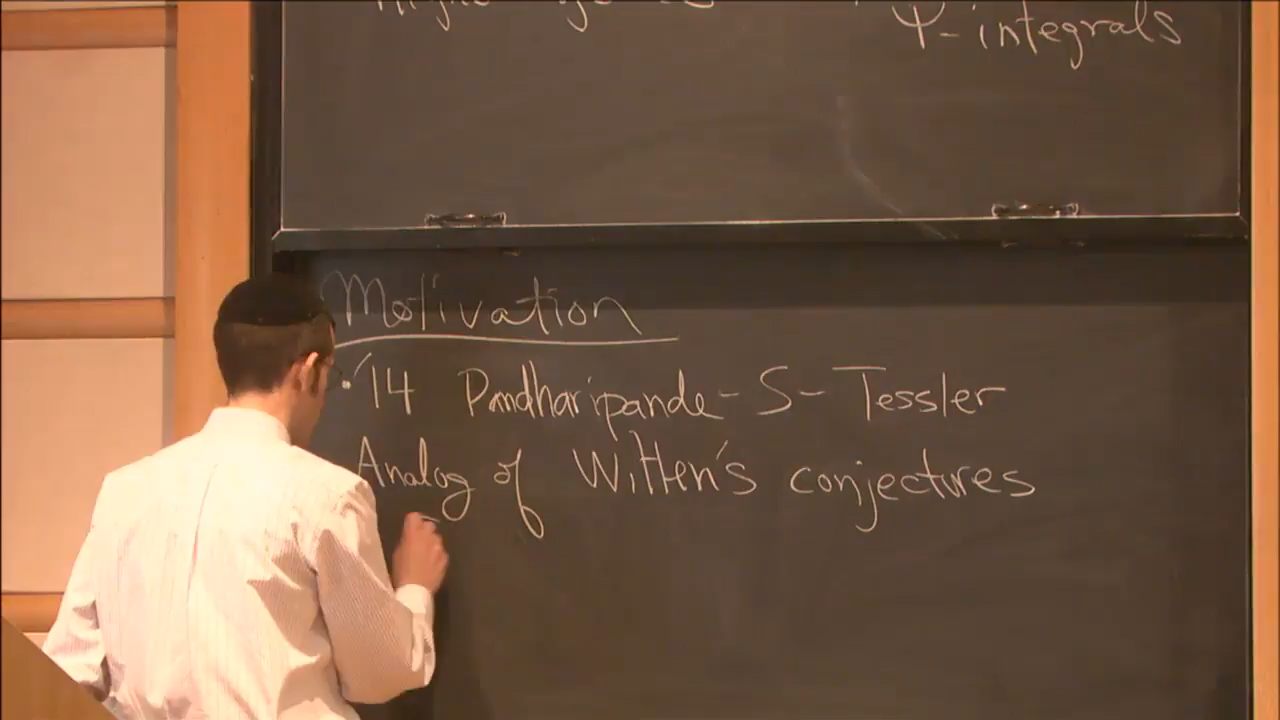 Ψ-integrals
Motivation
• '14 Pandharipande-S-Tessler
Analog of Witten's conjectures